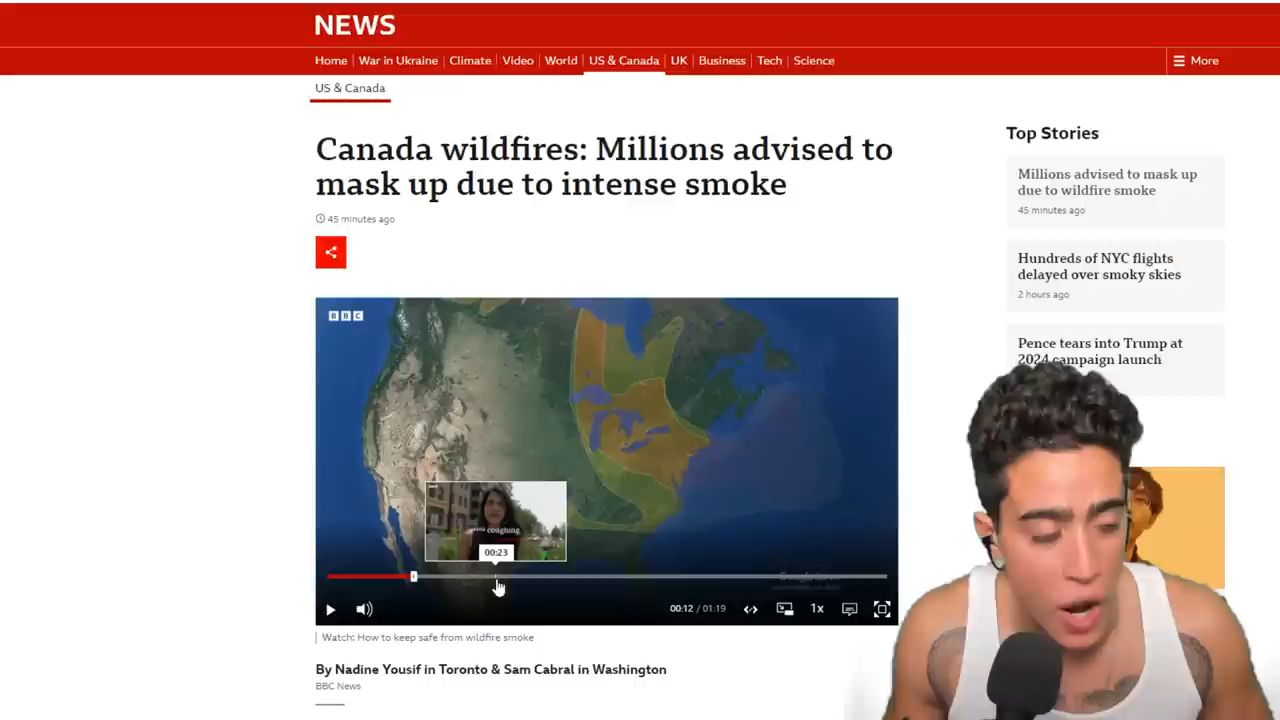 NEWS
Home
War in Ukraine
Climate
Video
World
US & Canada
UK
Business
Tech
Science
More
US & Canada
Canada wildfires: Millions advised to
mask up due to intense smoke
45 minutes ago
BBC
coughing
00:23
00:12 / 01:19
1x
Watch: How to keep safe from wildfire smoke
By Nadine Yousif in Toronto & Sam Cabral in Washington
BBC News
Top Stories
Millions advised to mask up
due to wildfire smoke
45 minutes ago
Hundreds of NYC flights
delayed over smoky skies
2 hours ago
Pence tears into Trump at
2024 campaign launch